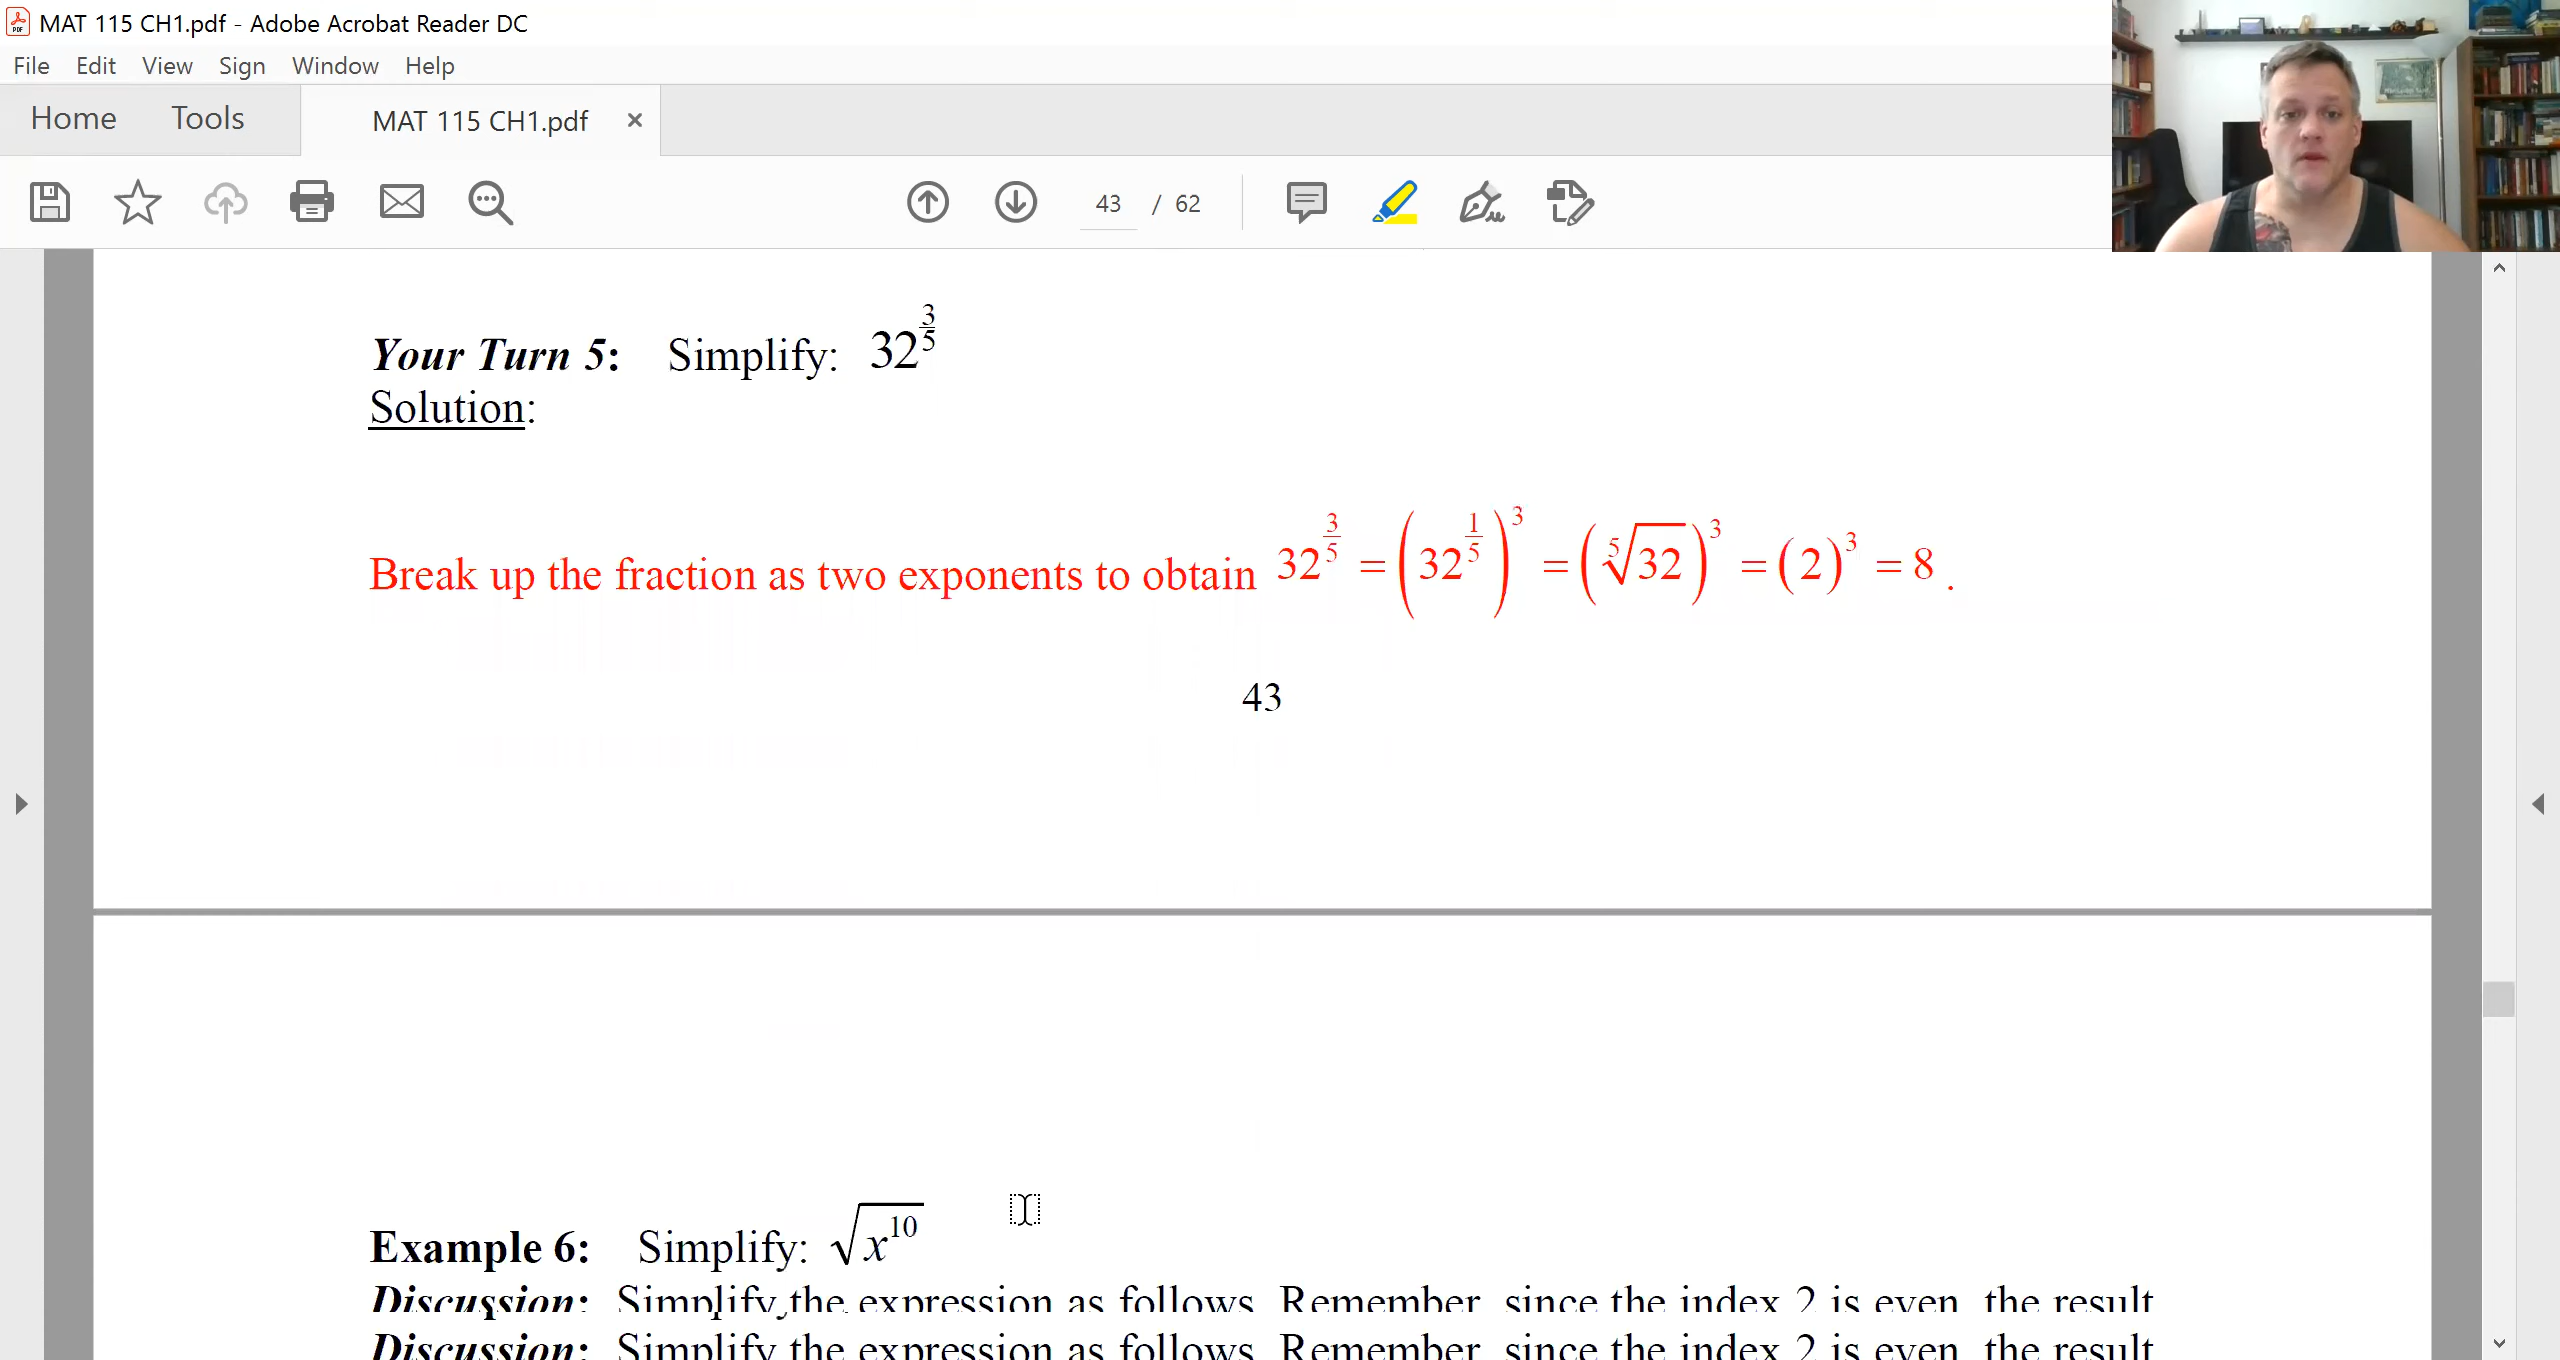 MAT 115 CH1.pdf - Adobe Acrobat Reader DC
File Edit View Sign Window Help
Home Tools MAT 115 CH1.pdf ×
43 / 62
Your Turn 5: Simplify: 32^(3/5)
Solution:
Break up the fraction as two exponents to obtain 32^(3/5) = (32^(1/5))^3 = (⁵√32)^3 = (2)^3 = 8 .
43
Example 6: Simplify: √(x^10)
Discussion: Simplify the expression as follows Remember since the index 2 is even the result
Discussion: Simplify the expression as follows Remember since the index 2 is even the result